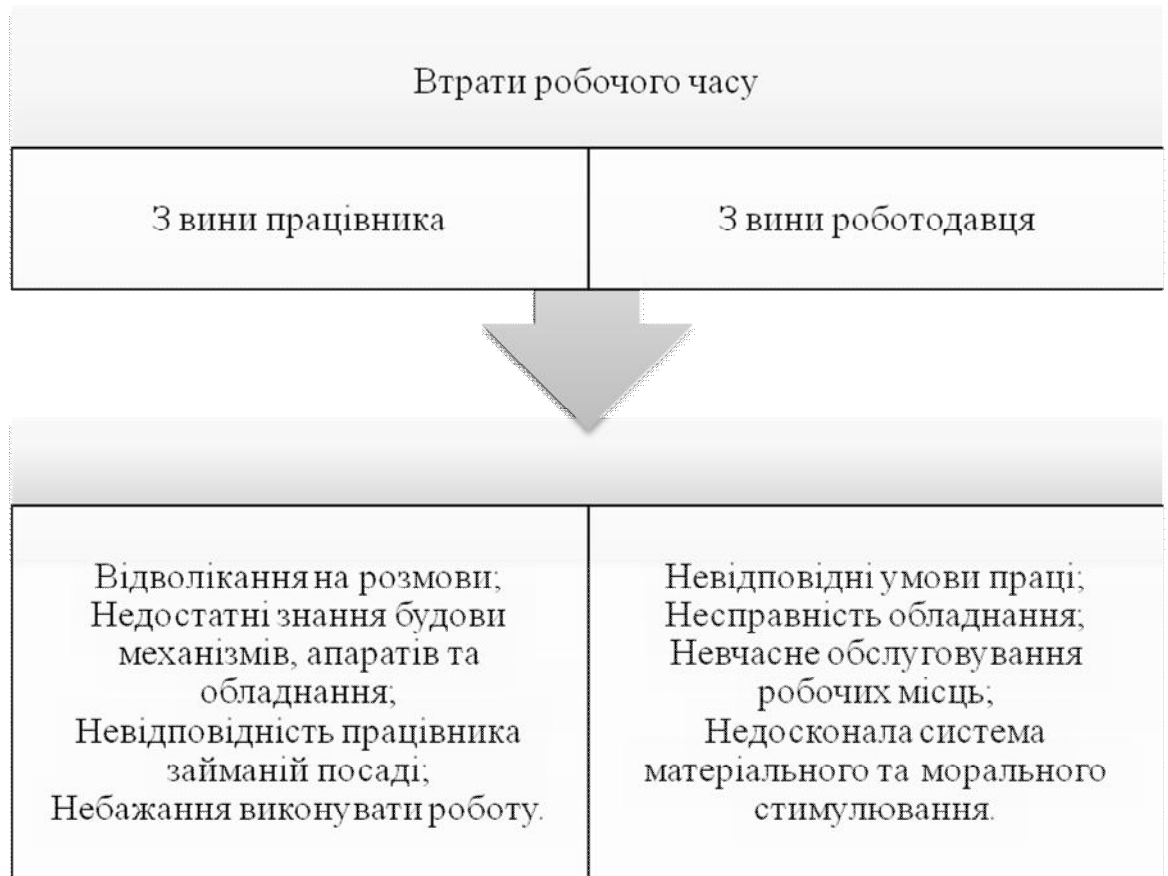 Втрати робочого часу
З вини працівника
З вини роботодавця
Відволікання на розмови;
Недостатні знання будови
механізмів, апаратів та
обладнання;
Невідповідність працівника
займаній посаді;
Небажання виконувати роботу.
Невідповідні умови праці;
Несправність обладнання;
Невчасне обслуговування
робочих місць;
Недосконала система
матеріального та морального
стимулювання.